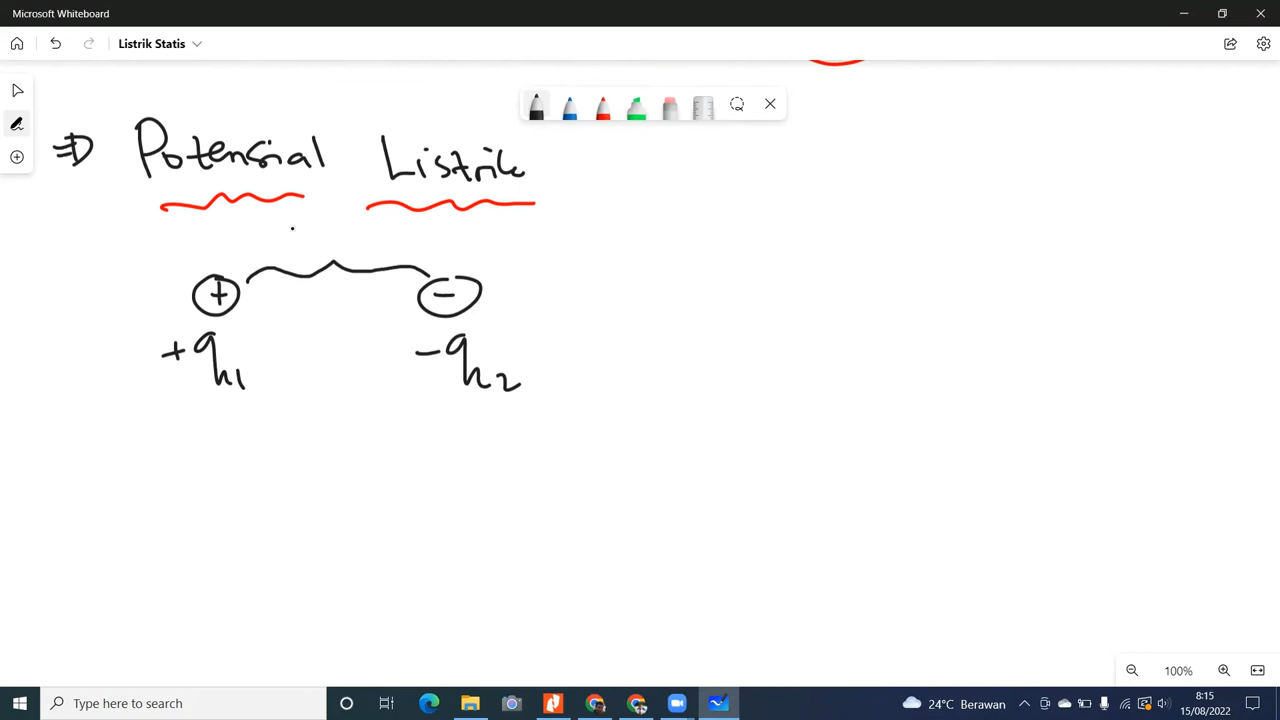 Microsoft Whiteboard
Listrik Statis
⇒ Potensial Listrik
+ −
+q1 −q2
100%
Type here to search
24°C Berawan
8:15
15/08/2022